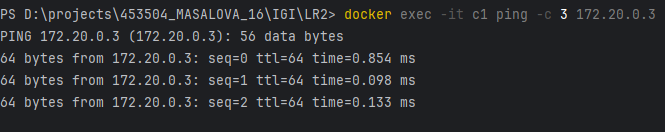 PS D:\projects\453504_MASALOVA_16\IGI\LR2> docker exec -it c1 ping -c 3 172.20.0.3
PING 172.20.0.3 (172.20.0.3): 56 data bytes
64 bytes from 172.20.0.3: seq=0 ttl=64 time=0.854 ms
64 bytes from 172.20.0.3: seq=1 ttl=64 time=0.098 ms
64 bytes from 172.20.0.3: seq=2 ttl=64 time=0.133 ms